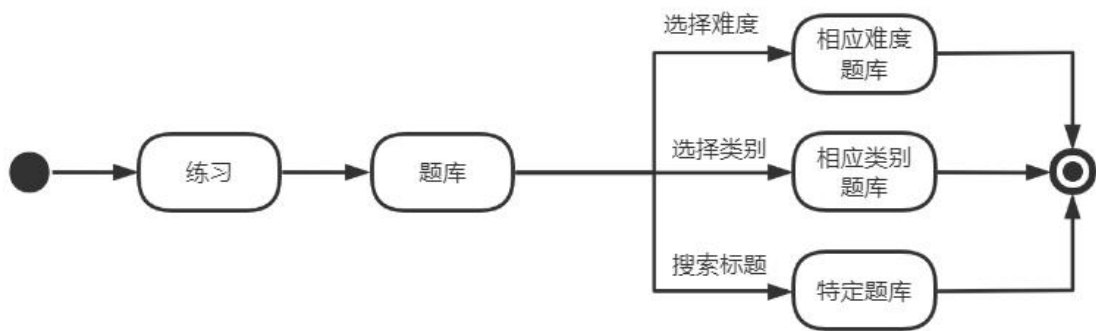 选择难度
相应难度
题库
练习
题库
选择类别
相应类别
题库
搜索标题
特定题库